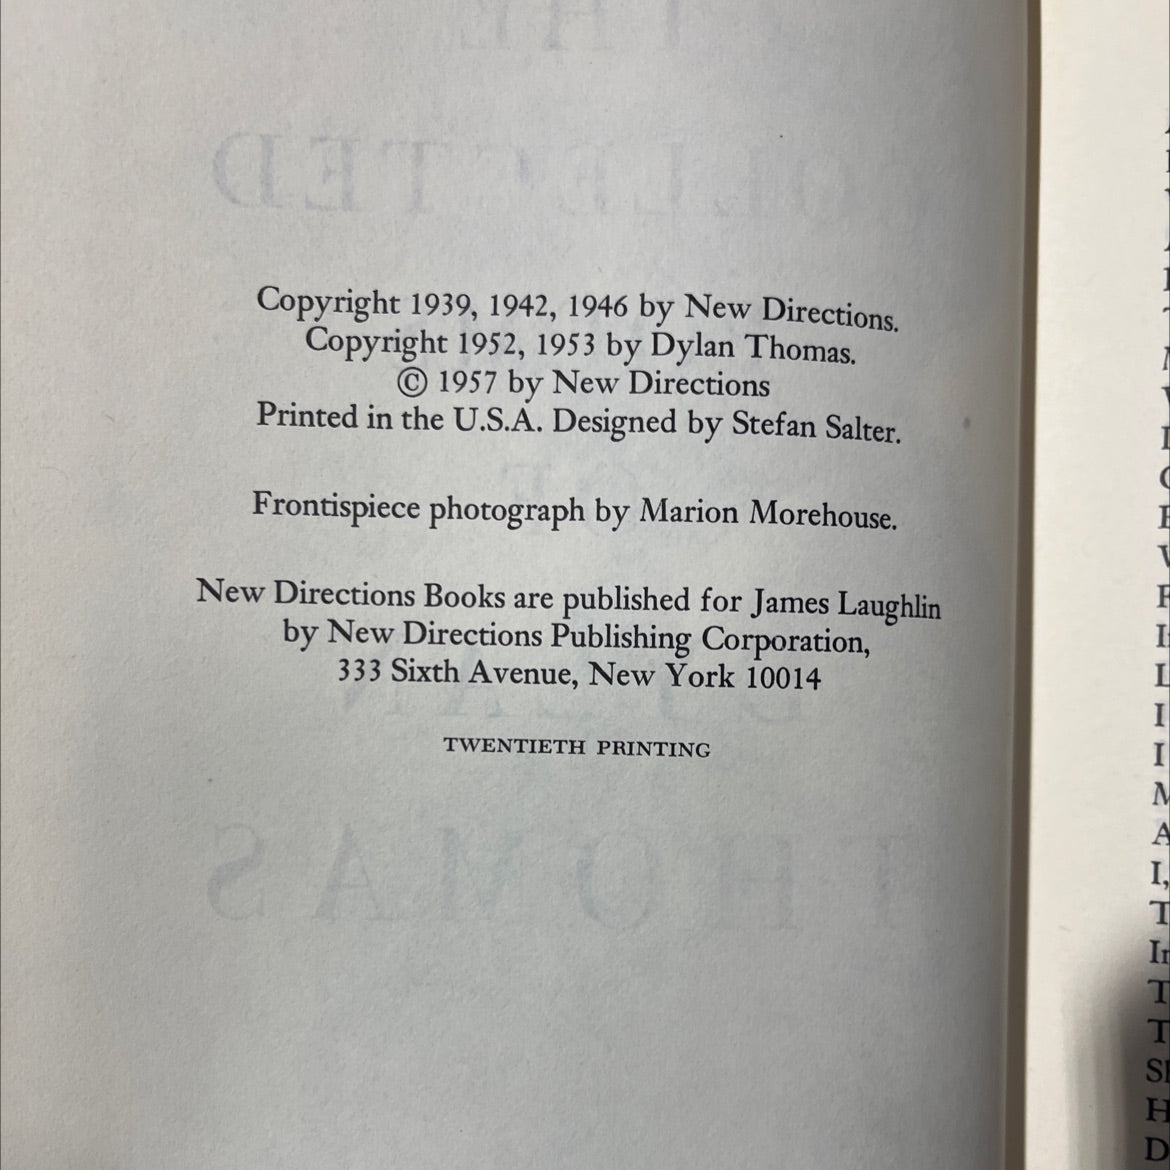 Copyright 1939, 1942, 1946 by New Directions.
Copyright 1952, 1953 by Dylan Thomas.
© 1957 by New Directions
Printed in the U.S.A. Designed by Stefan Salter.
Frontispiece photograph by Marion Morehouse.
New Directions Books are published for James Laughlin
by New Directions Publishing Corporation,
333 Sixth Avenue, New York 10014
TWENTIETH PRINTING